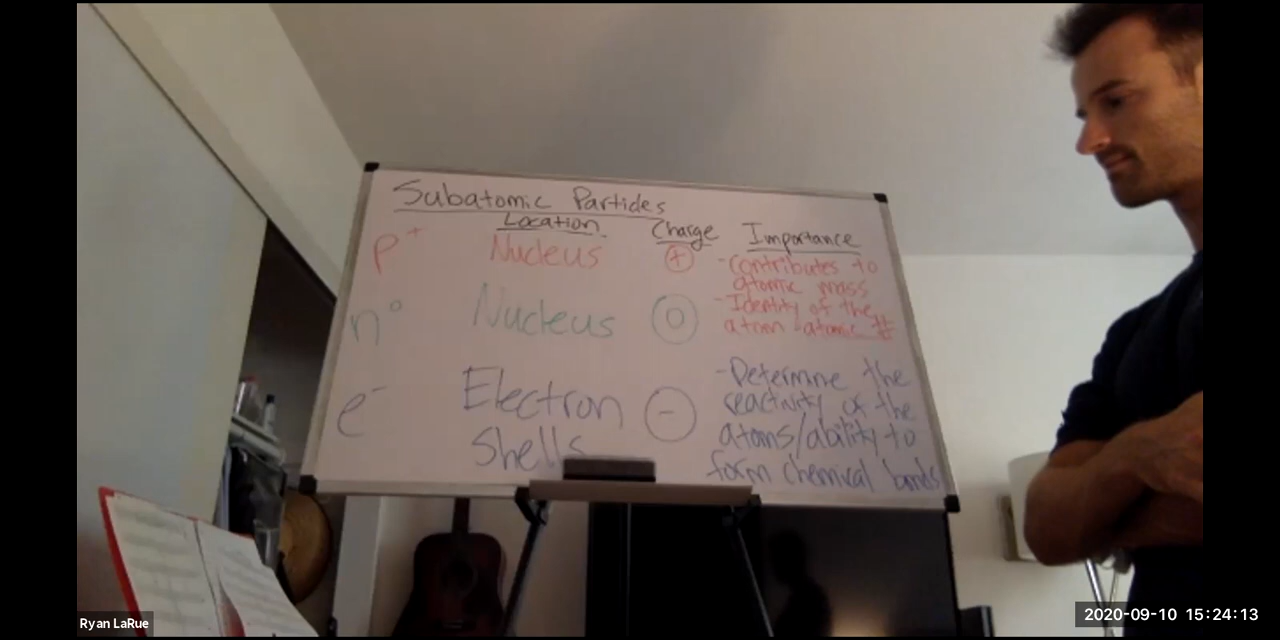 Subatomic Particles
Location Charge Importance
p+ Nucleus + -Contributes to
atomic mass
-Identity of the
atom-atomic #
n° Nucleus 0
e- Electron - -Determine the
Shells reactivity of the
atoms/ability to
form chemical bonds
Ryan LaRue
2020-09-10 15:24:13